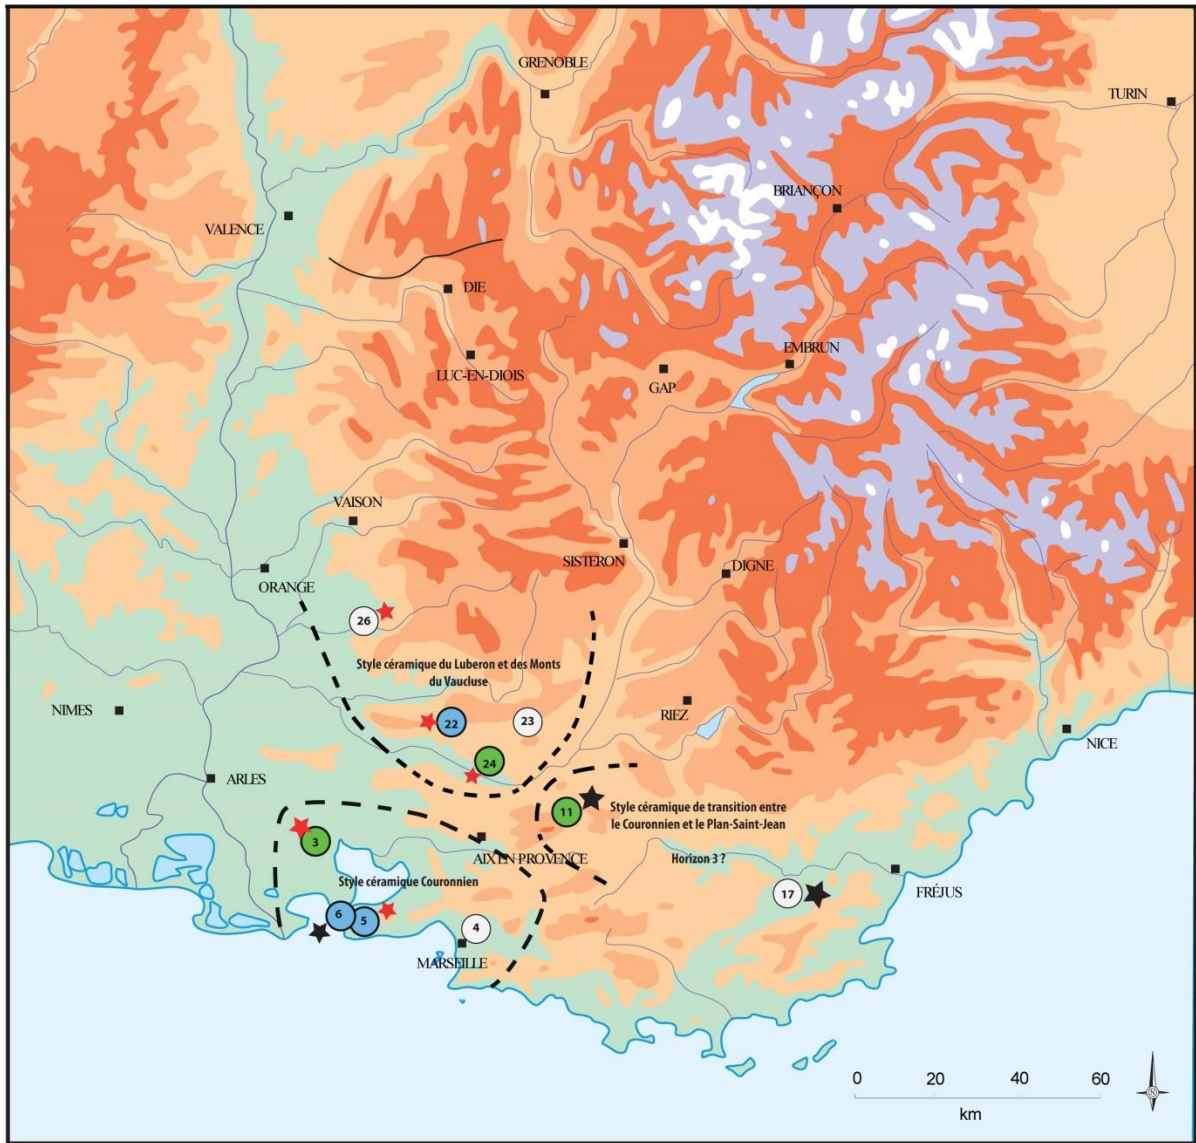 GRENOBLE
TURIN
BRIANÇON
VALENCE
DIE
EMBRUN
LUC-EN-DIOIS
GAP
VAISON
SISTERON
DIGNE
ORANGE
26
Style céramique du Luberon et des Monts
du Vaucluse
NIMES
22
23
RIEZ
NICE
24
ARLES
11
Style céramique de transition entre
le Couronnien et le Plan-Saint-Jean
3
AIX EN-PROVENCE
Horizon 3 ?
Style céramique Couronnien
17
FRÉJUS
6
5
4
MARSEILLE
0 20 40 60
km
N